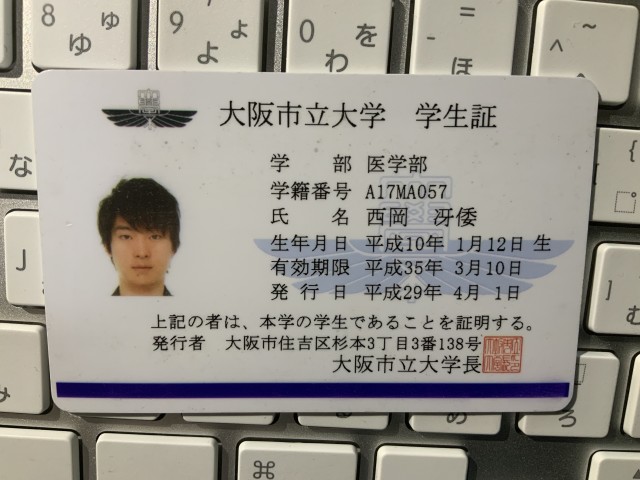 8 ゆ
ゅ
9 ょ
よ
0 を
わ
-
ほ
~
^
へ
な
J
{
[
°
}
]
む
大阪市立大学 学生証
学 部 医学部
学籍番号 A17MA057
氏 名 西岡 冴倭
生年月日 平成10年 1月12日 生
有効期限 平成35年 3月10日
発 行 日 平成29年 4月 1日
上記の者は、本学の学生であることを証明する。
発行者 大阪市住吉区杉本3丁目3番138号
大阪市立大学長
め
ろ
⌘